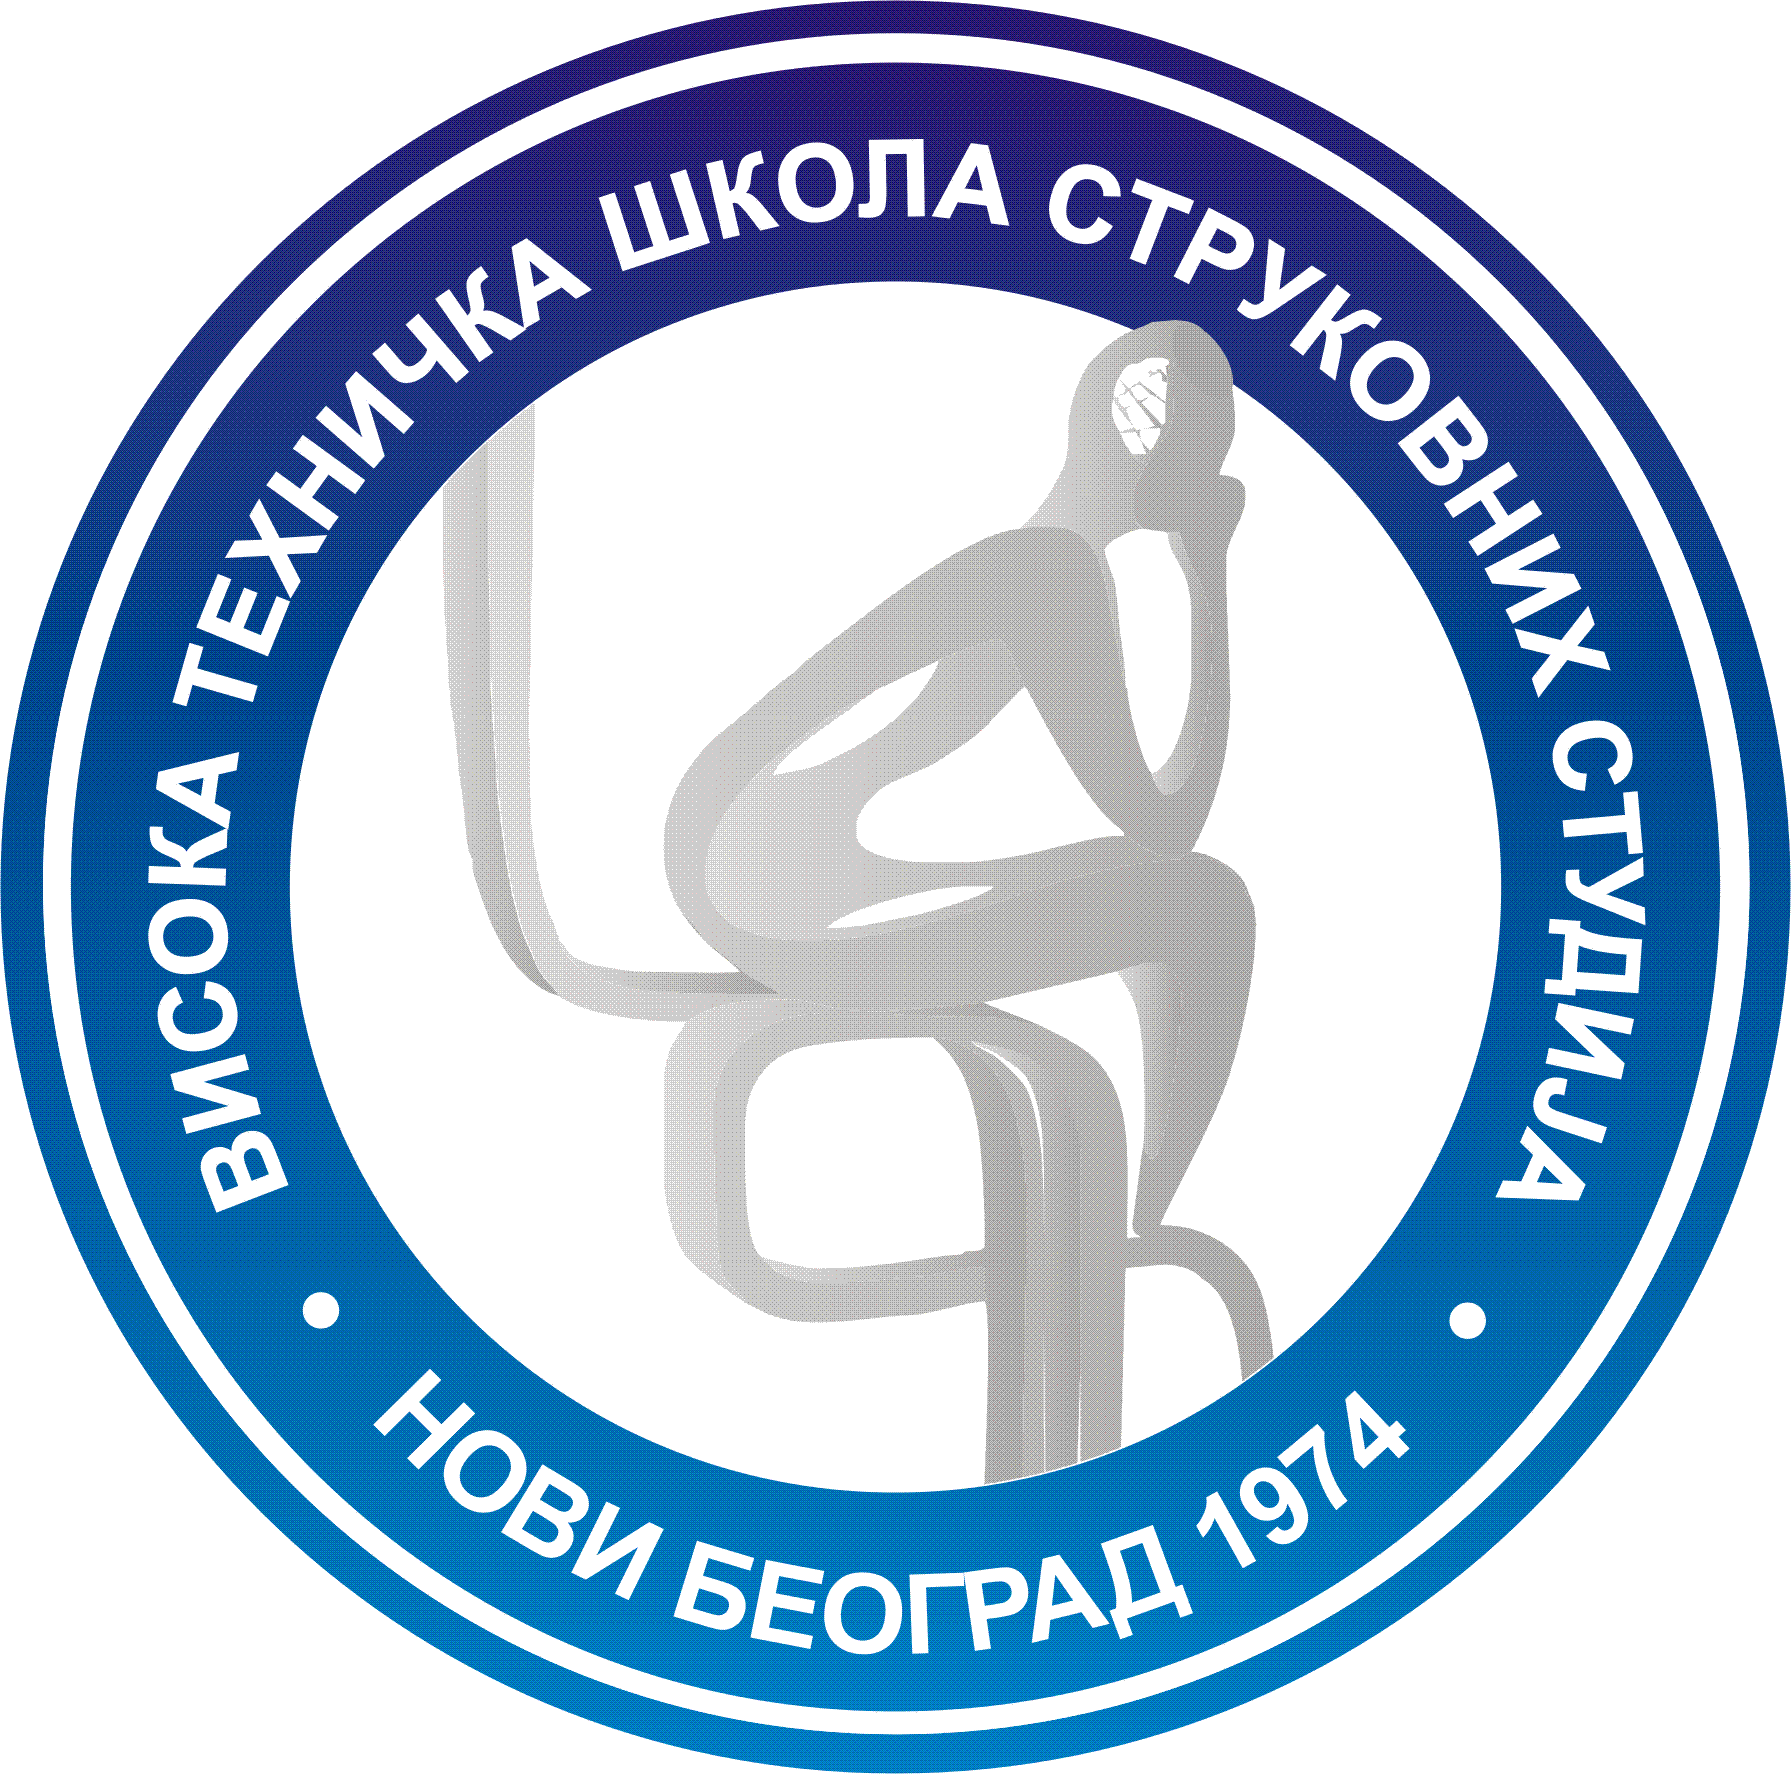 ВИСОКА ТЕХНИЧКА ШКОЛА СТРУКОВНИХ СТУДИЈА
НОВИ БЕОГРАД 1974